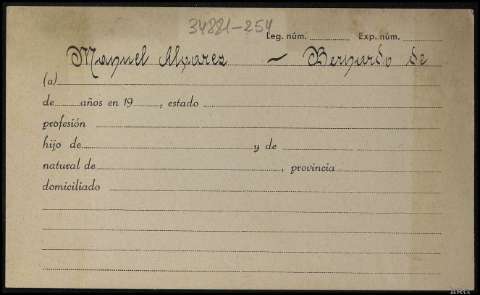 34881-254
Leg. núm. Exp. núm.
Manuel Alvarez - Bernardo de
(a)
de años en 19 , estado
profesión
hijo de y de
natural de , provincia
domiciliado